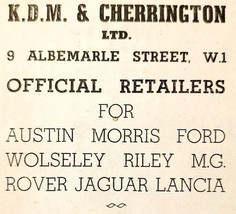 K.D.M. & CHERRINGTON
LTD.
9 ALBEMARLE STREET, W.1
OFFICIAL RETAILERS
FOR
AUSTIN MORRIS FORD
WOLSELEY RILEY M.G.
ROVER JAGUAR LANCIA